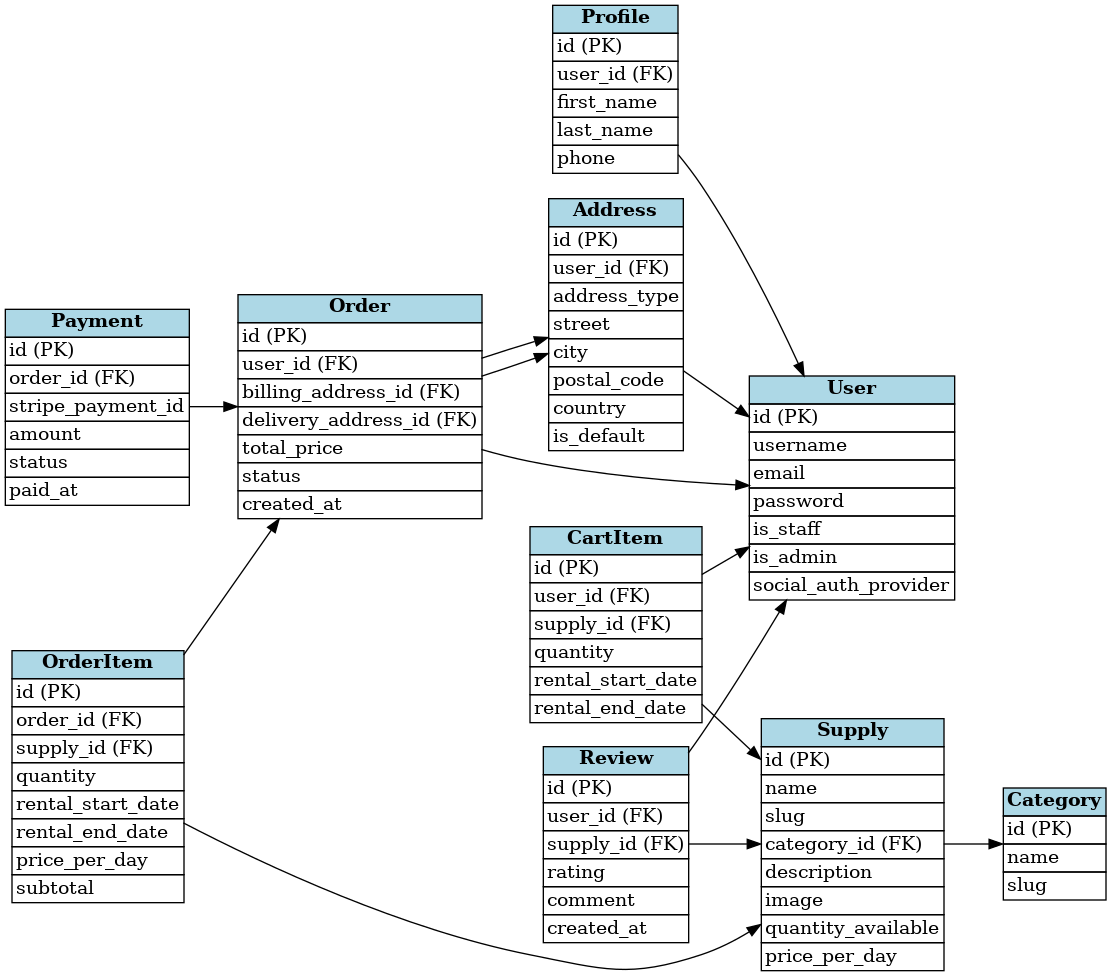 Profile
id (PK)
user_id (FK)
first_name
last_name
phone
Address
id (PK)
user_id (FK)
address_type
street
city
postal_code
country
is_default
Payment
id (PK)
order_id (FK)
stripe_payment_id
amount
status
paid_at
Order
id (PK)
user_id (FK)
billing_address_id (FK)
delivery_address_id (FK)
total_price
status
created_at
User
id (PK)
username
email
password
is_staff
is_admin
social_auth_provider
CartItem
id (PK)
user_id (FK)
supply_id (FK)
quantity
rental_start_date
rental_end_date
OrderItem
id (PK)
order_id (FK)
supply_id (FK)
quantity
rental_start_date
rental_end_date
price_per_day
subtotal
Review
id (PK)
user_id (FK)
supply_id (FK)
rating
comment
created_at
Supply
id (PK)
name
slug
category_id (FK)
description
image
quantity_available
price_per_day
Category
id (PK)
name
slug